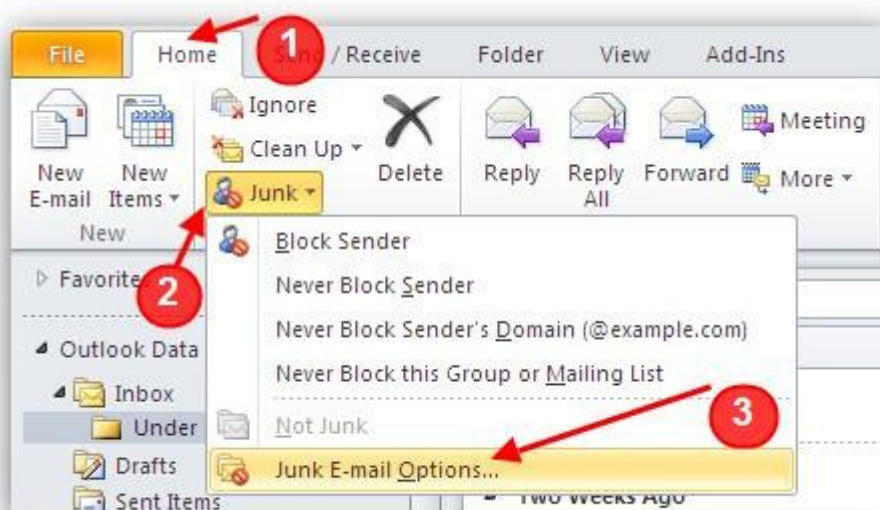 File Home / Receive Folder View Add-Ins
1
Ignore
Clean Up
Junk
New
E-mail
New
Items
New
Delete
Reply
Reply
All
Forward
Meeting
More
Block Sender
Never Block Sender
Never Block Sender's Domain (@example.com)
Never Block this Group or Mailing List
Not Junk
Junk E-mail Options...
2
3
Favorites
Outlook Data
Inbox
Under
Drafts
Sent Items
Two Weeks Ago